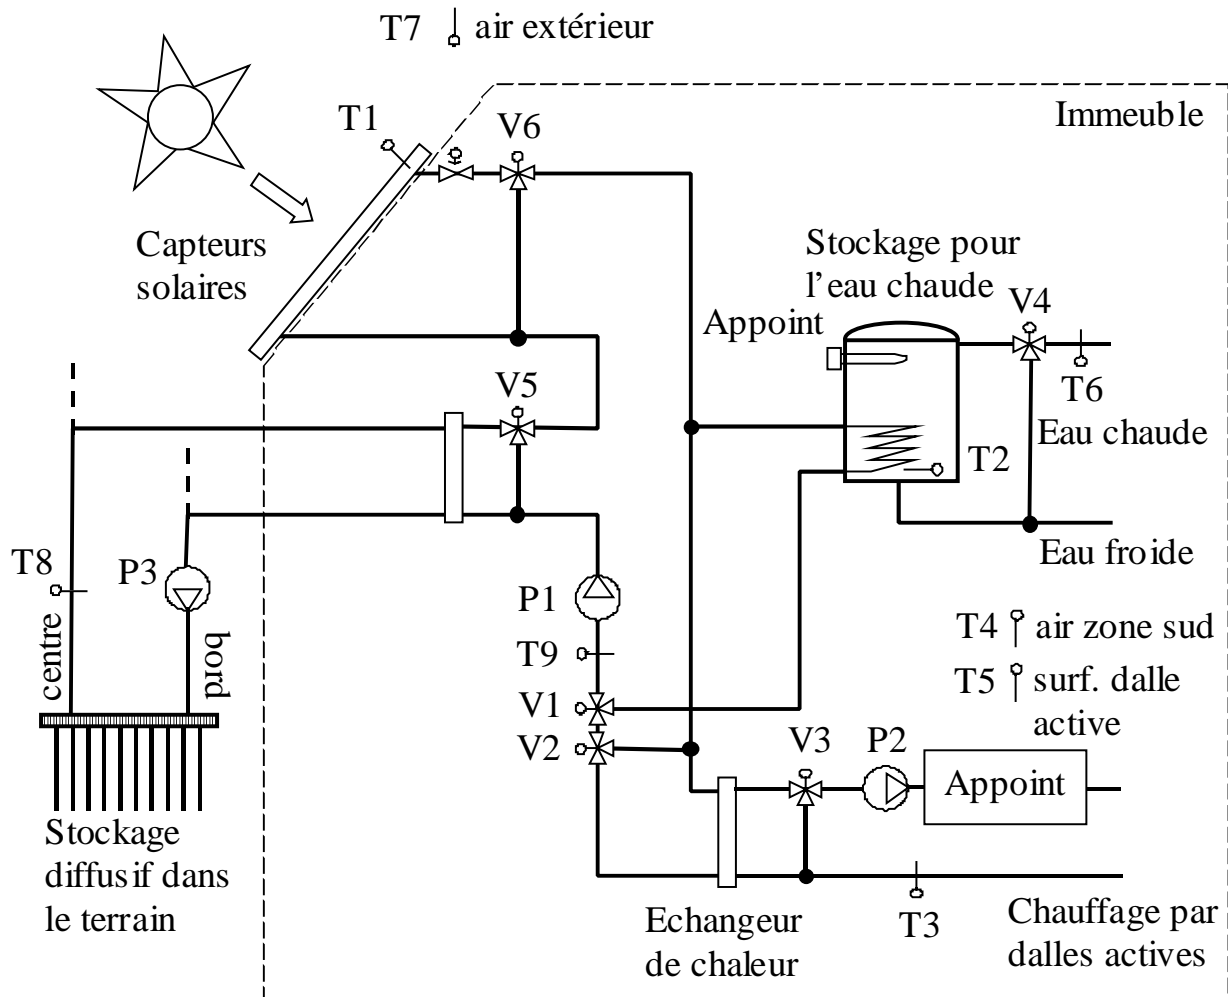 T7 air extérieur
Immeuble
T1
V6
Capteurs
solaires
Stockage pour
l'eau chaude
V4
Appoint
T6
V5
Eau chaude
T2
Eau froide
T8
P3
P1
centre
bord
T9
T4 air zone sud
T5 surf. dalle
active
V1
V2
V3
P2
Appoint
Stockage
diffusif dans
le terrain
Echangeur
de chaleur
T3
Chauffage par
dalles actives